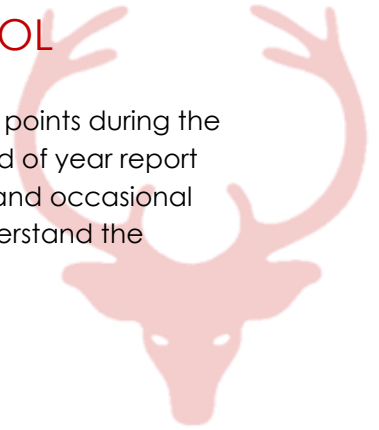 OL
points during the
d of year report
and occasional
erstand the